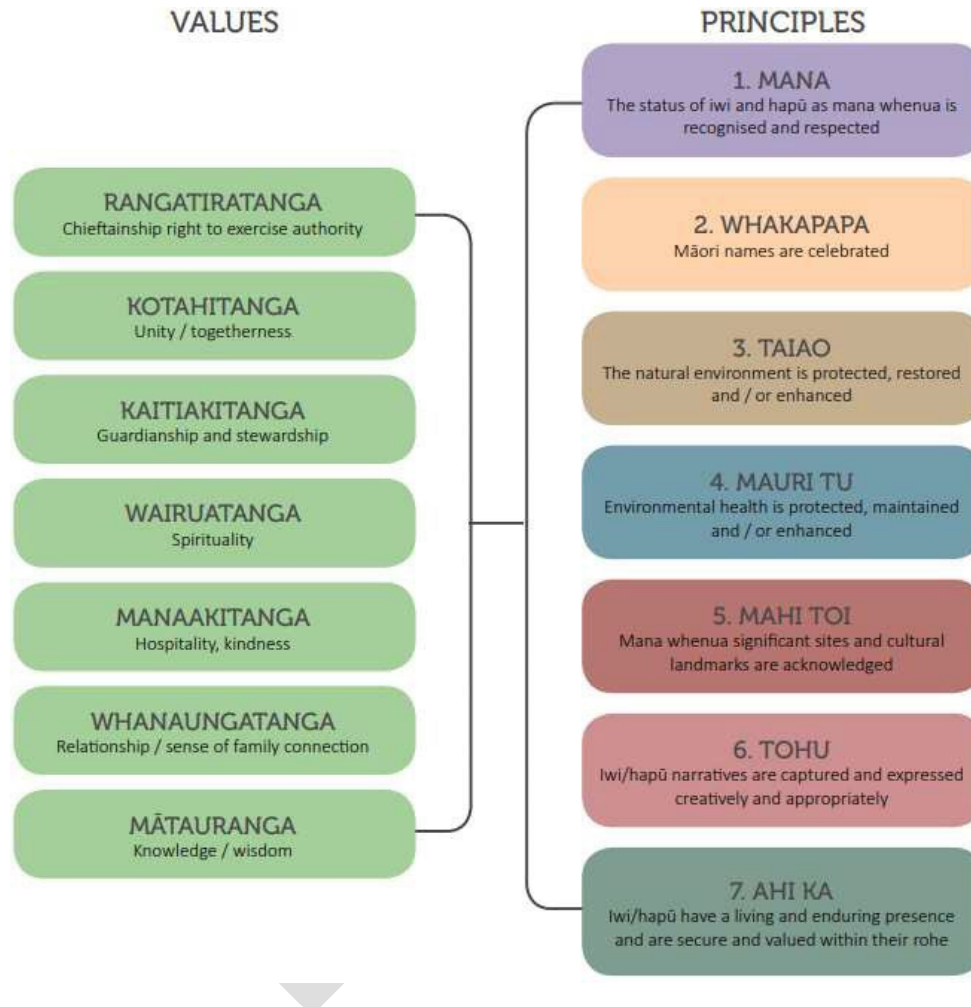 VALUES
RANGATIRATANGA
Chieftainship right to exercise authority
KOTAHITANGA
Unity / togetherness
KAITIAKITANGA
Guardianship and stewardship
WAIRUATANGA
Spirituality
MANAAKITANGA
Hospitality, kindness
WHANAUNGATANGA
Relationship / sense of family connection
MĀTAURANGA
Knowledge / wisdom
PRINCIPLES
1. MANA
The status of iwi and hapū as mana whenua is
recognised and respected
2. WHAKAPAPA
Māori names are celebrated
3. TAIAO
The natural environment is protected, restored
and / or enhanced
4. MAURI TU
Environmental health is protected, maintained
and / or enhanced
5. MAHI TOI
Mana whenua significant sites and cultural
landmarks are acknowledged
6. TOHU
Iwi/hapū narratives are captured and expressed
creatively and appropriately
7. AHI KA
Iwi/hapū have a living and enduring presence
and are secure and valued within their rohe